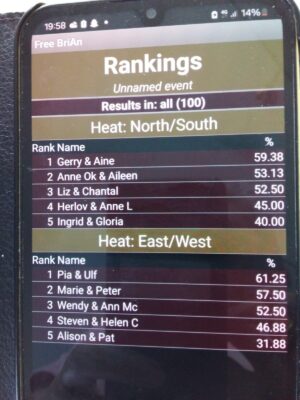 19:58 14%
Free BriAn
Rankings
Unnamed event
Results in: all (100)
Heat: North/South
Rank Name %
1 Gerry & Aine 59.38
2 Anne Ok & Aileen 53.13
3 Liz & Chantal 52.50
4 Herlov & Anne L 45.00
5 Ingrid & Gloria 40.00
Heat: East/West
Rank Name %
1 Pia & Ulf 61.25
2 Marie & Peter 57.50
3 Wendy & Ann Mc 52.50
4 Steven & Helen C 46.88
5 Alison & Pat 31.88